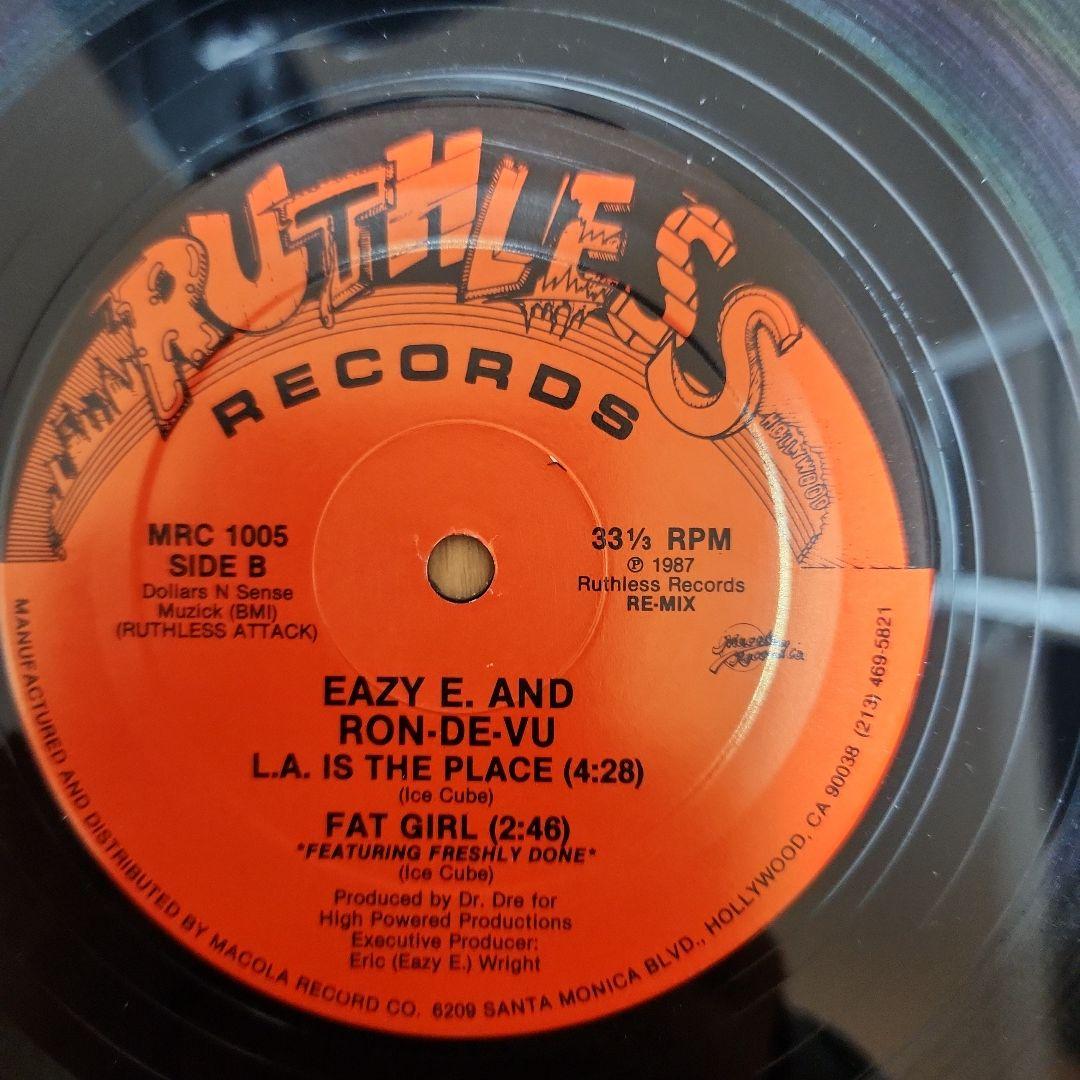 RUTHLESS
RECORDS
HOLLYWOOD
MRC 1005
SIDE B
Dollars N Sense
Muzick (BMI)
(RUTHLESS ATTACK)
33 1/3 RPM
℗ 1987
Ruthless Records
RE-MIX
EAZY E. AND
RON-DE-VU
L.A. IS THE PLACE (4:28)
(Ice Cube)
FAT GIRL (2:46)
*FEATURING FRESHLY DONE*
(Ice Cube)
Produced by Dr. Dre for
High Powered Productions
Executive Producer:
Eric (Eazy E.) Wright
MANUFACTURED AND DISTRIBUTED BY MACOLA RECORD CO. 6209 SANTA MONICA BLVD., HOLLYWOOD, CA 90038 (213) 469-5821